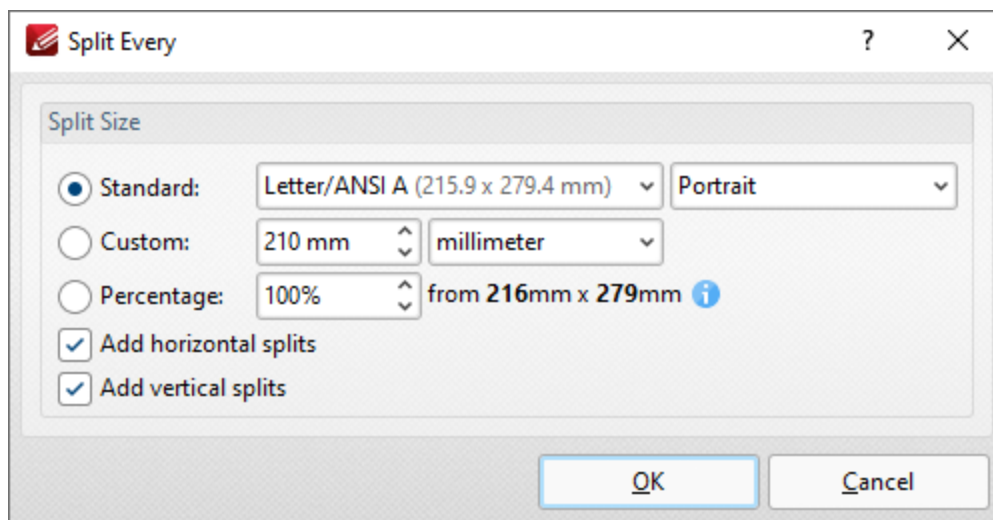 Split Every ?
Split Size
Standard: Letter/ANSI A (215.9 x 279.4 mm) Portrait
Custom: 210 mm millimeter
Percentage: 100% from 216mm x 279mm i
Add horizontal splits
Add vertical splits
OK Cancel